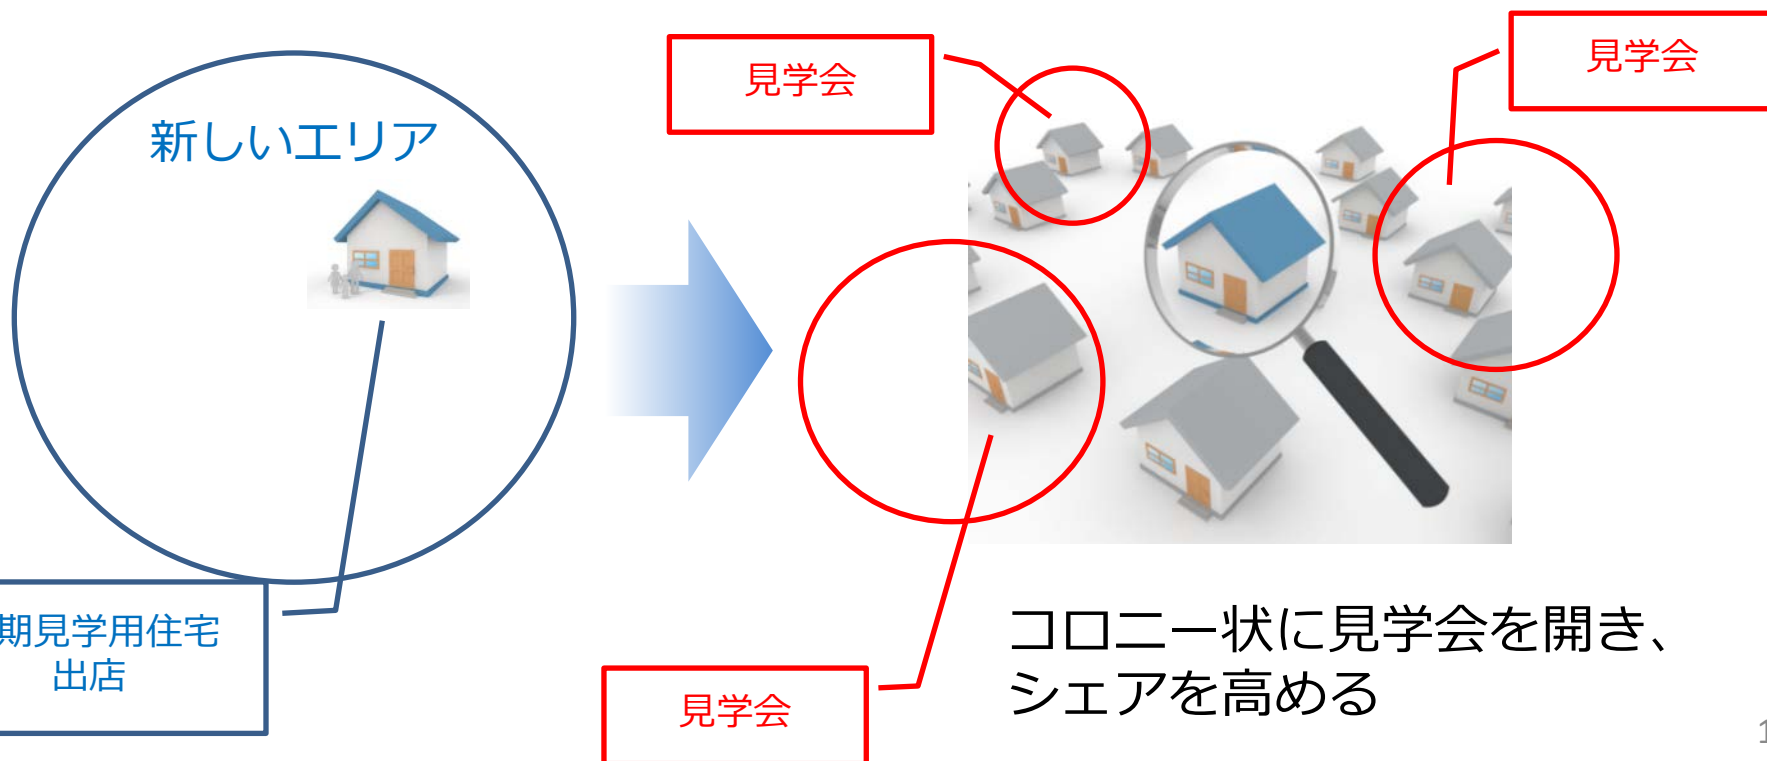 新しいエリア
期見学用住宅
出店
見学会
見学会
見学会
コロニー状に見学会を開き、
シェアを高める